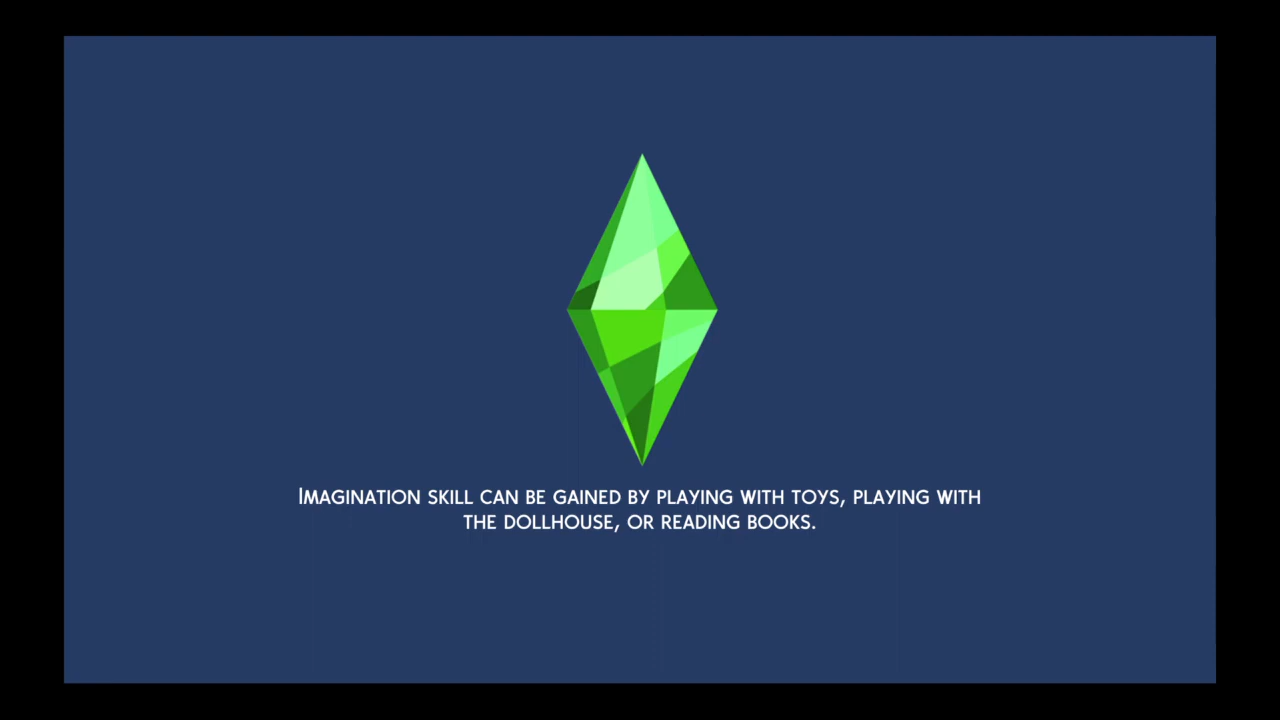 Imagination skill can be gained by playing with toys, playing with
the dollhouse, or reading books.